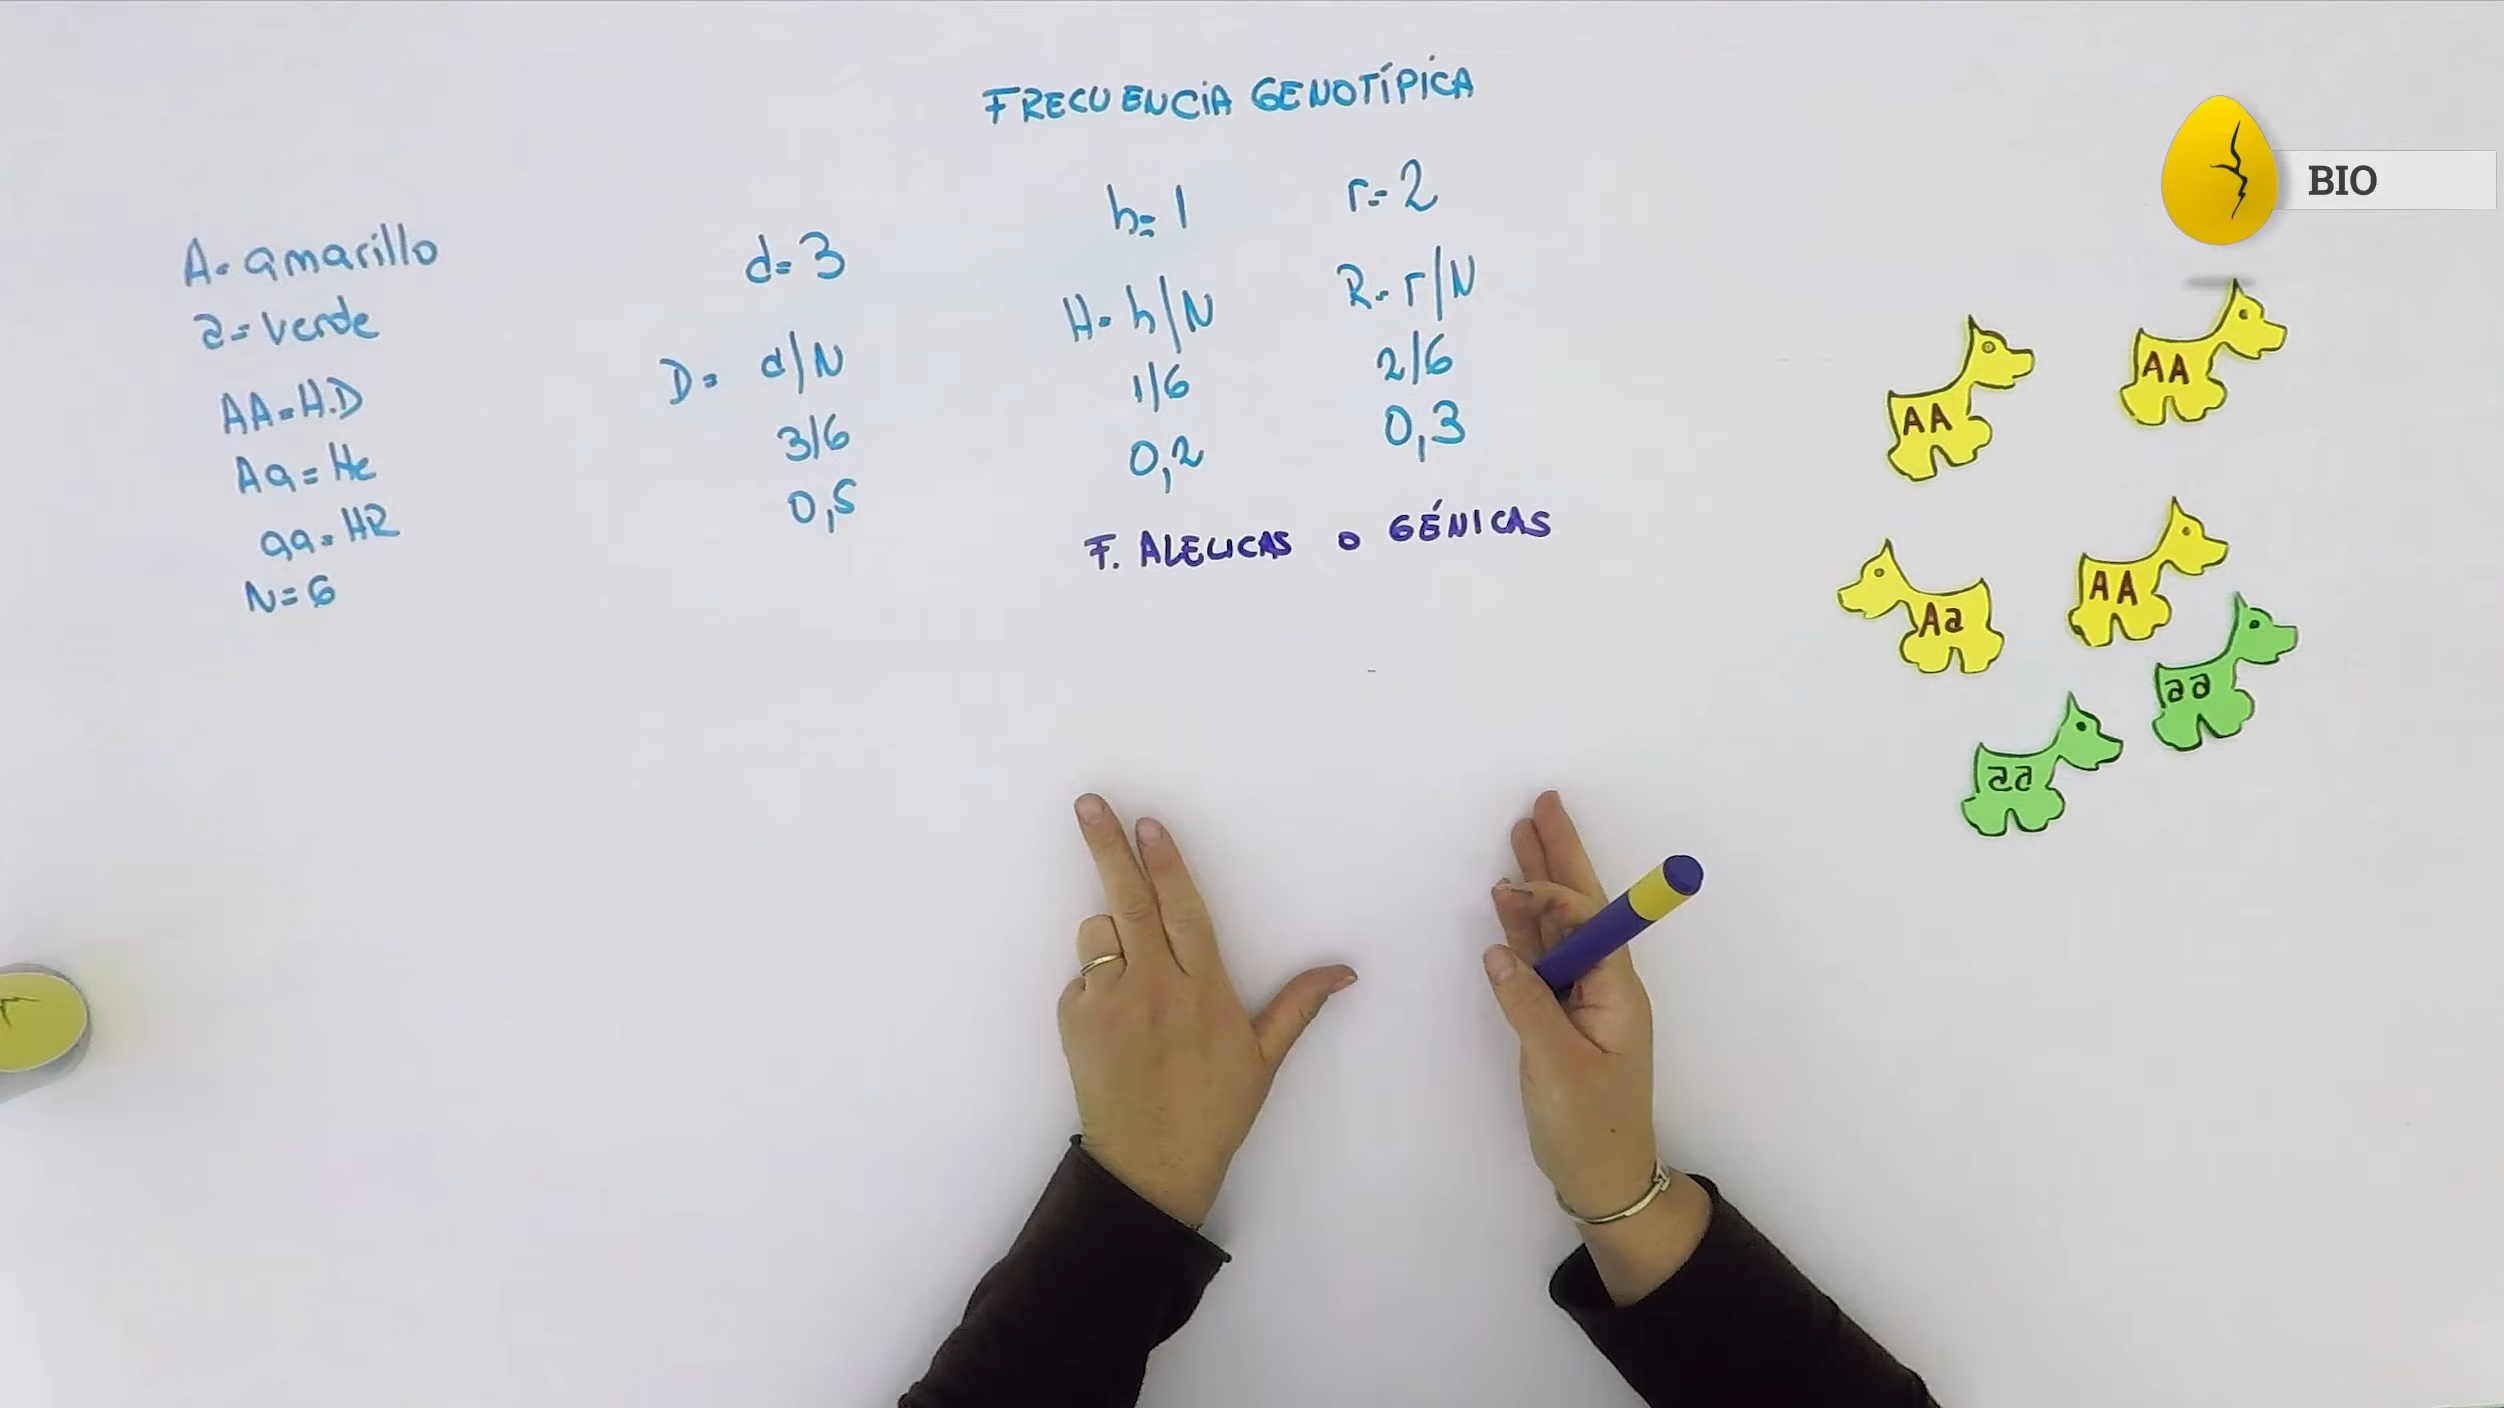 FRECUENCIA GENOTÍPICA
BIO
A= amarillo
a= verde
AA= H.D
Aa= He
aa= HR
N= 6
d= 3
D= d/N
3/6
0,5
h= 1
H= h/N
1/6
0,2
r= 2
R= r/N
2/6
0,3
F. ALELICAS O GÉNICAS
AA
AA
Aa
AA
aa
aa